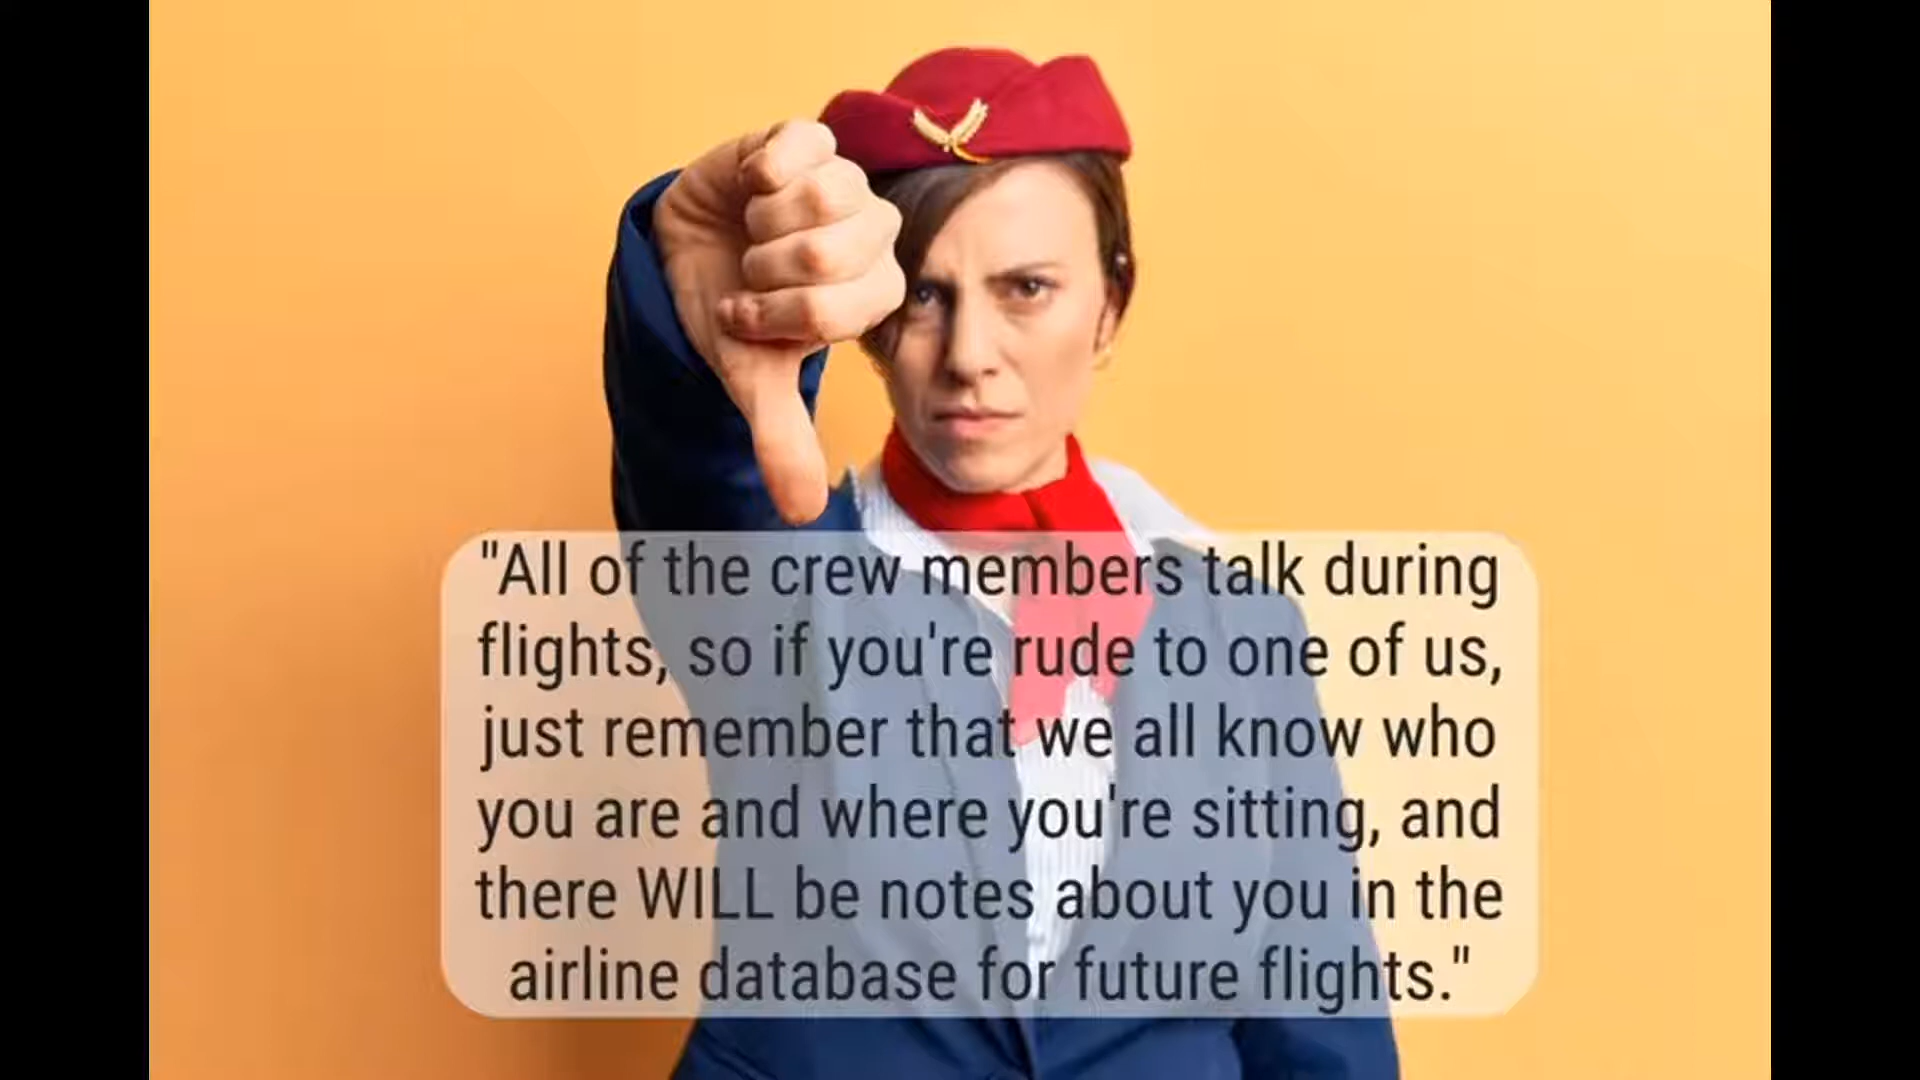 "All of the crew members talk during
flights, so if you're rude to one of us,
just remember that we all know who
you are and where you're sitting, and
there WILL be notes about you in the
airline database for future flights."